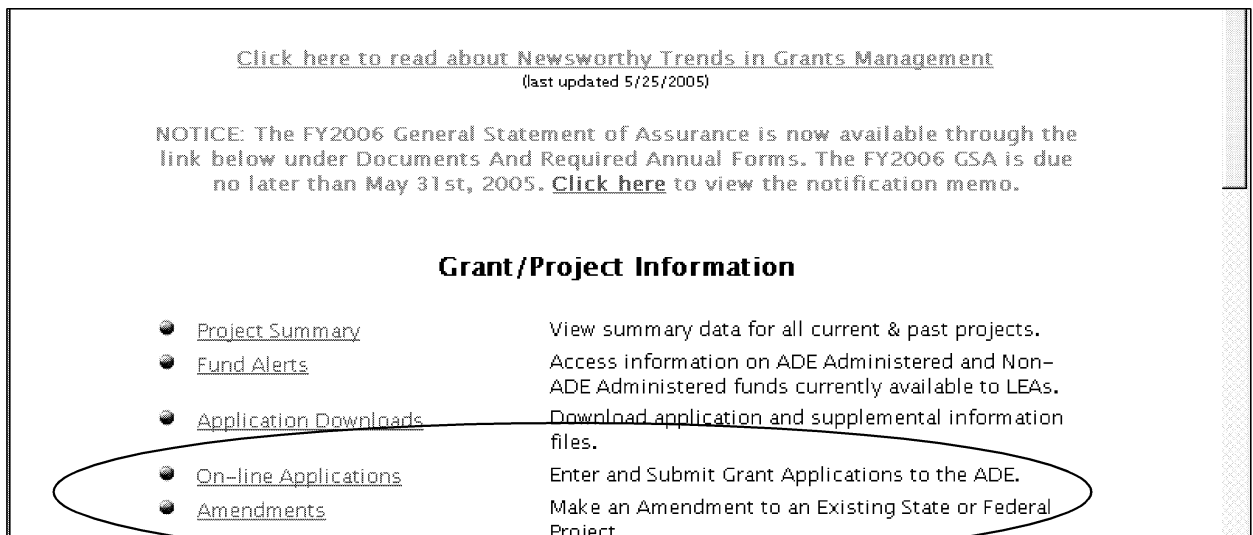 Click here to read about Newsworthy Trends in Grants Management
(last updated 5/25/2005)
NOTICE: The FY2006 General Statement of Assurance is now available through the
link below under Documents And Required Annual Forms. The FY2006 GSA is due
no later than May 31st, 2005. Click here to view the notification memo.
Grant/Project Information
Project Summary View summary data for all current & past projects.
Fund Alerts Access information on ADE Administered and Non-
ADE Administered funds currently available to LEAs.
Application Downloads Download application and supplemental information
files.
On-line Applications Enter and Submit Grant Applications to the ADE.
Amendments Make an Amendment to an Existing State or Federal
Project